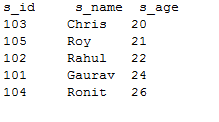 s_id s_name s_age
103 Chris 20
105 Roy 21
102 Rahul 22
101 Gaurav 24
104 Ronit 26